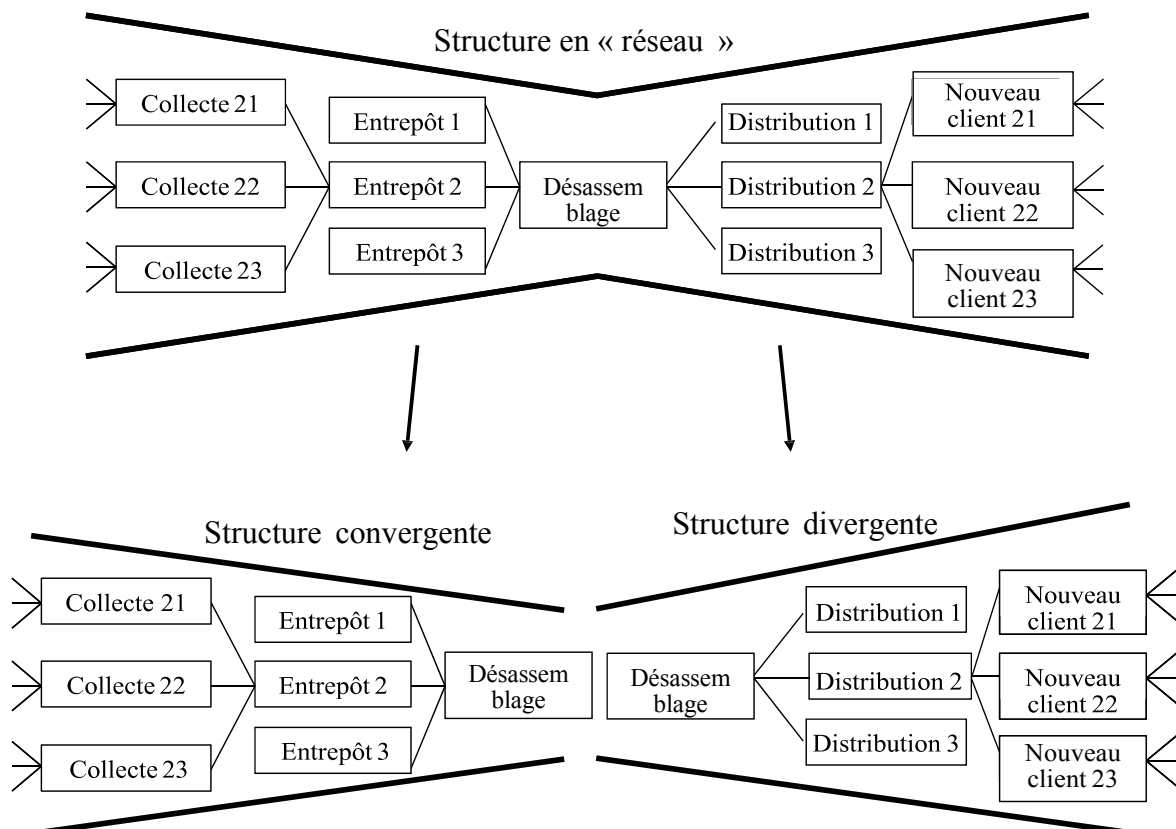 Structure en « réseau »
Collecte 21
Collecte 22
Collecte 23
Entrepôt 1
Entrepôt 2
Entrepôt 3
Désassem
blage
Distribution 1
Distribution 2
Distribution 3
Nouveau
client 21
Nouveau
client 22
Nouveau
client 23
Structure convergente
Collecte 21
Collecte 22
Collecte 23
Entrepôt 1
Entrepôt 2
Entrepôt 3
Désassem
blage
Structure divergente
Désassem
blage
Distribution 1
Distribution 2
Distribution 3
Nouveau
client 21
Nouveau
client 22
Nouveau
client 23